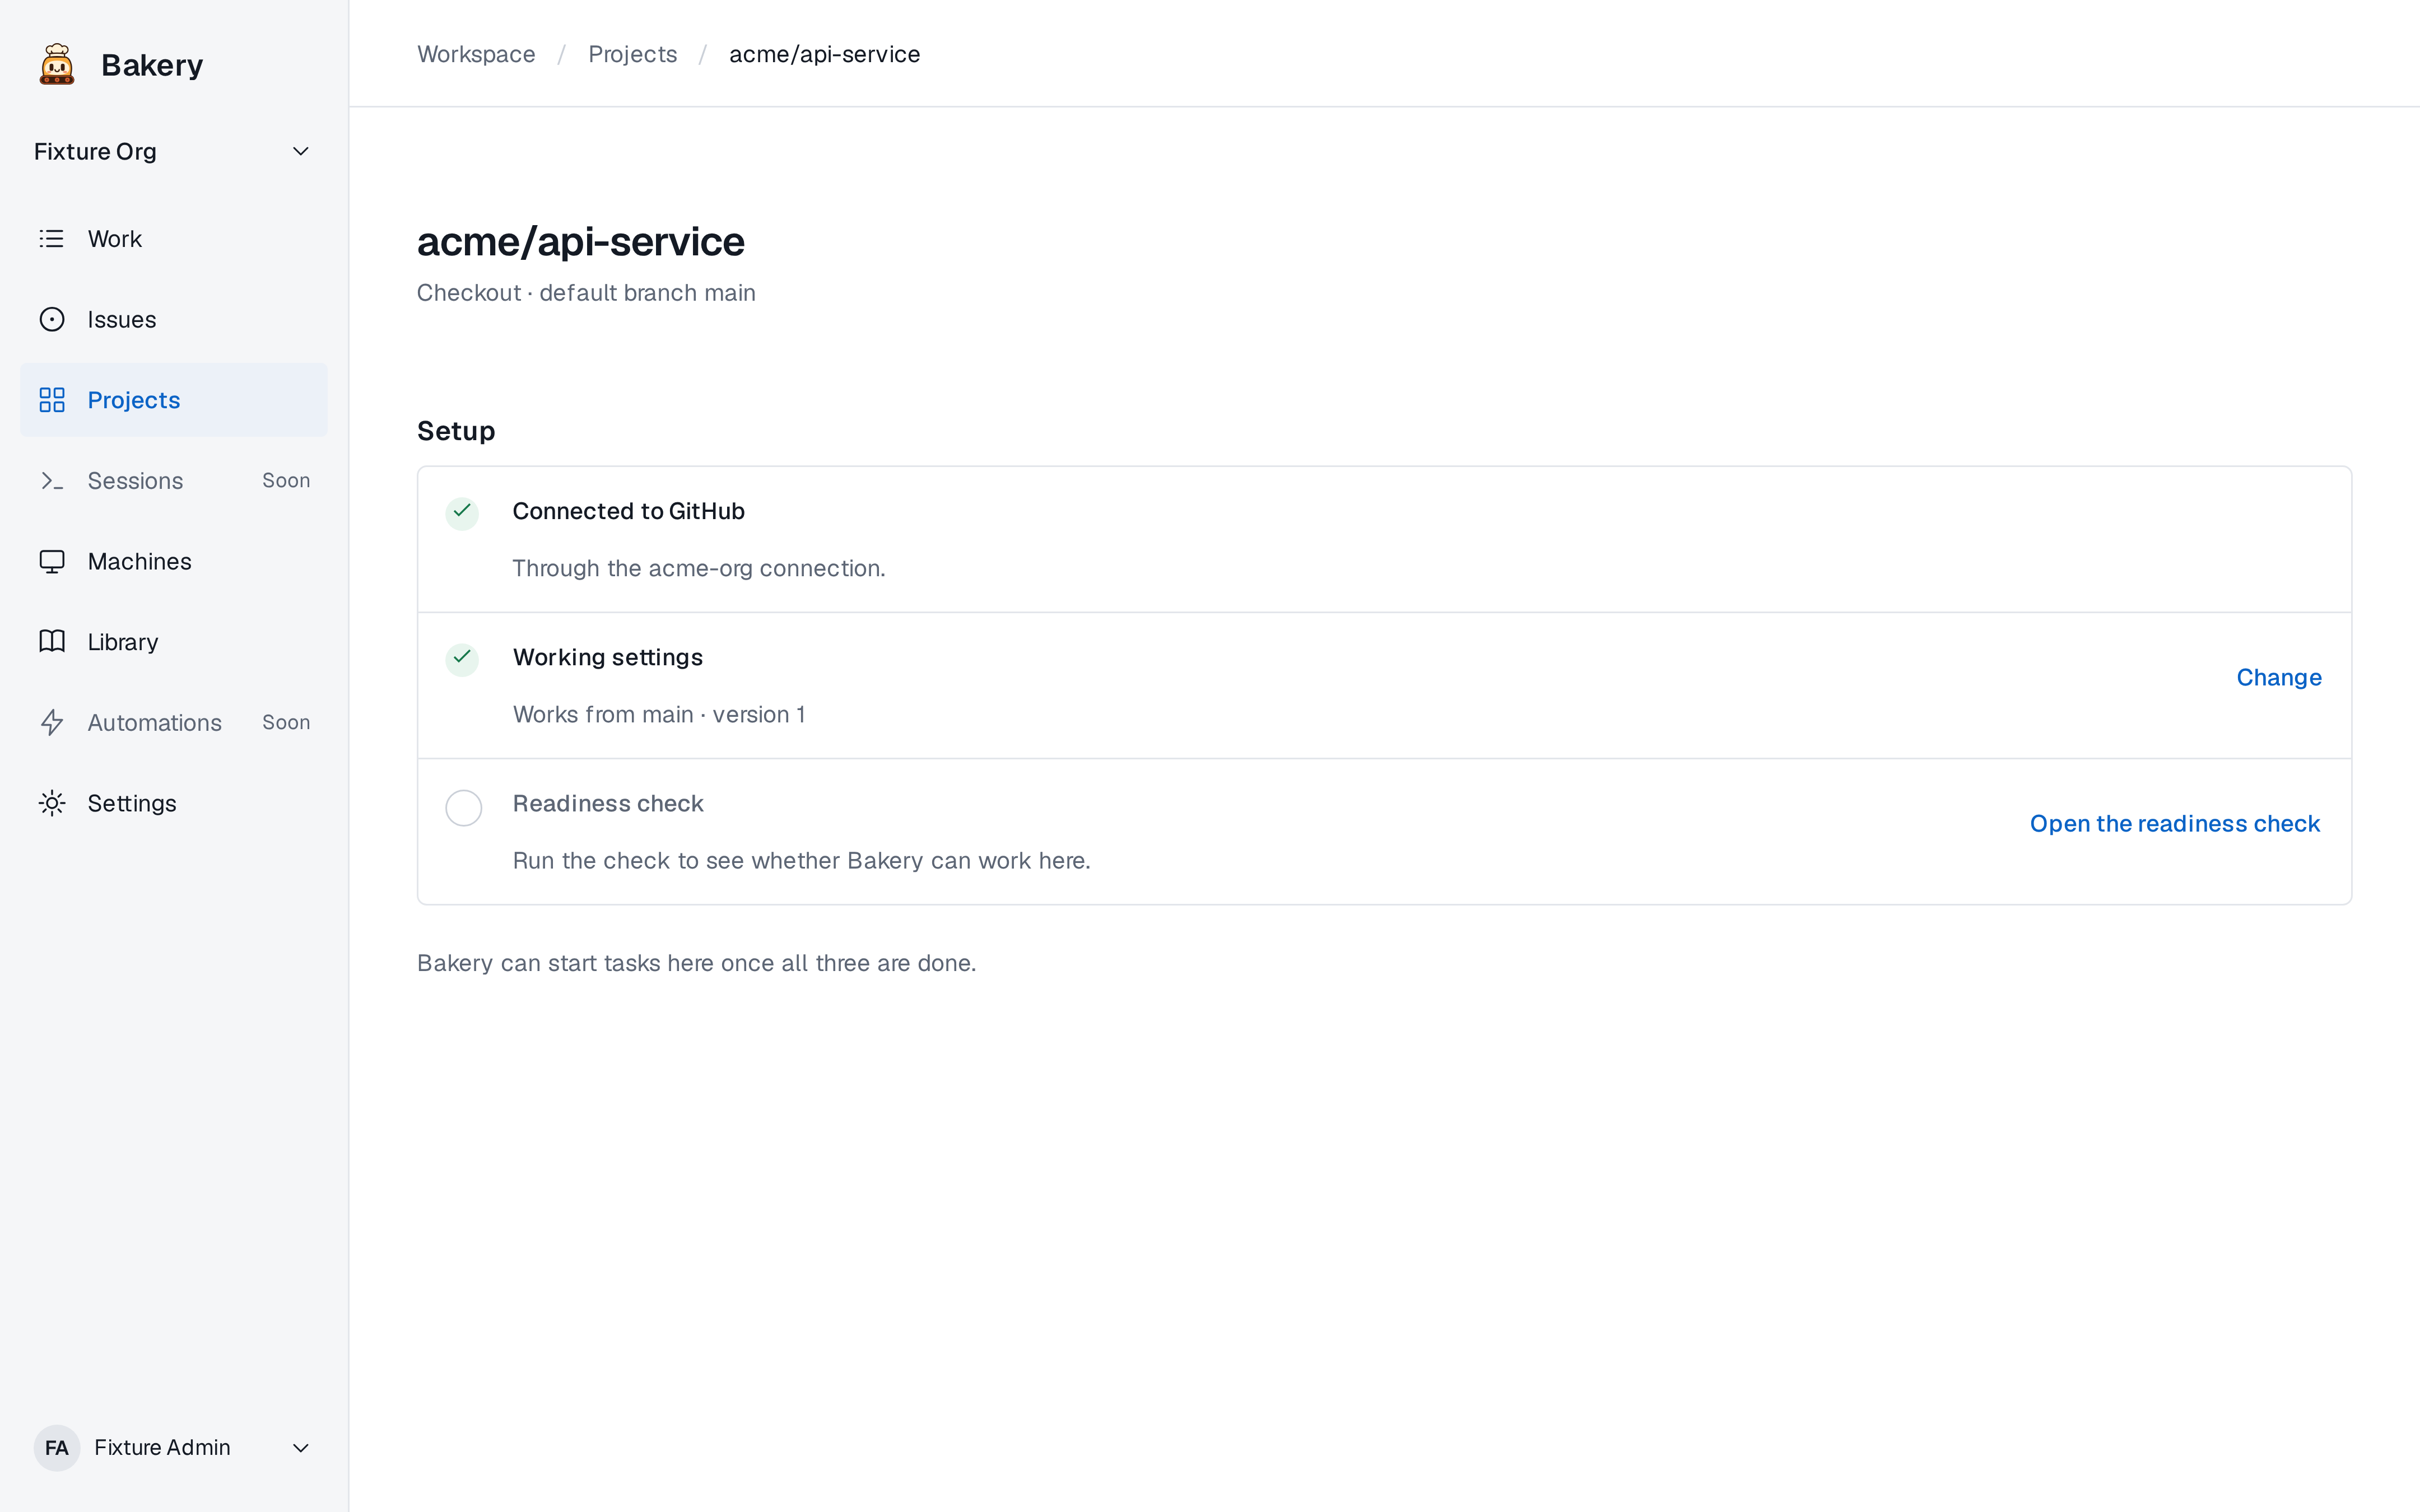 Bakery
Fixture Org
Work
Issues
Projects
Sessions Soon
Machines
Library
Automations Soon
Settings
FA Fixture Admin
Workspace / Projects / acme/api-service
acme/api-service
Checkout · default branch main
Setup
Connected to GitHub
Through the acme-org connection.
Working settings
Change
Works from main · version 1
Readiness check
Open the readiness check
Run the check to see whether Bakery can work here.
Bakery can start tasks here once all three are done.